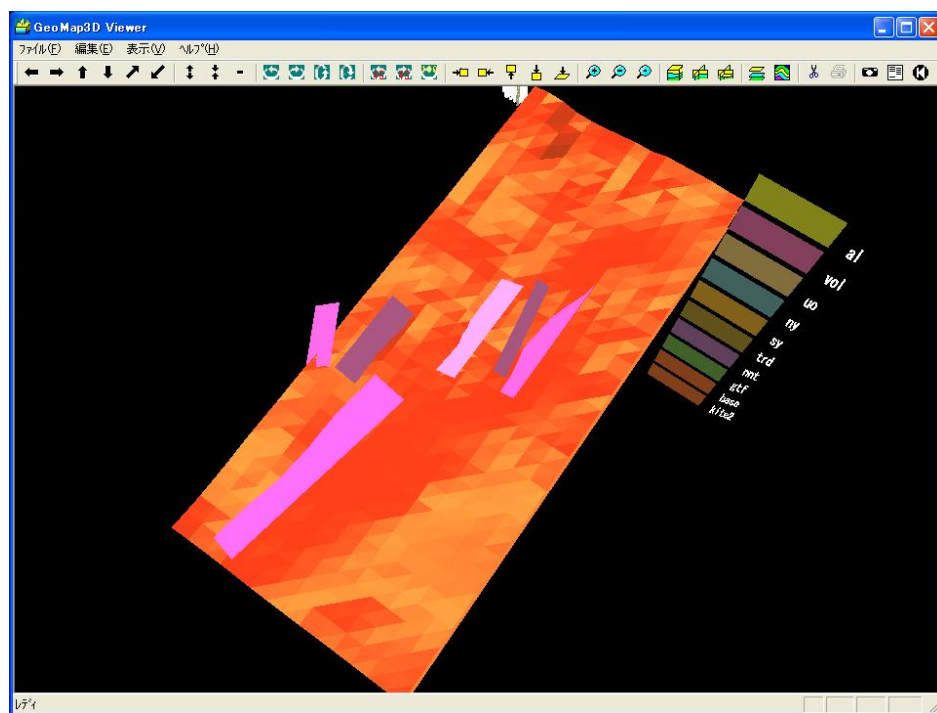 GeoMap3D Viewer
ファイル(F) 編集(E) 表示(V) ヘルプ(H)
al
vol
uo
ny
sy
trd
mnt
gtf
base
kite2
レディ